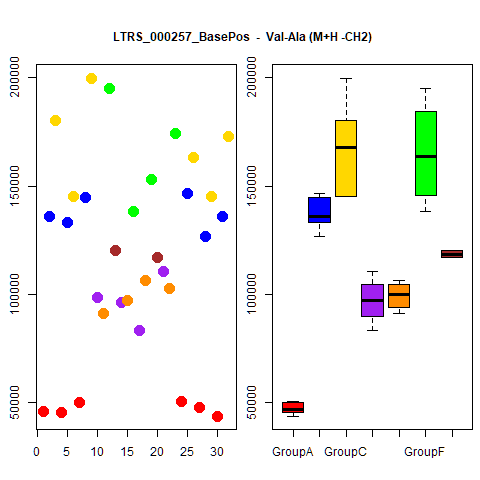 LTRS_000257_BasePos - Val-Ala (M+H -CH2)
200000
150000
100000
50000
0 5 10 15 20 25 30
200000
150000
100000
50000
GroupA GroupC GroupF